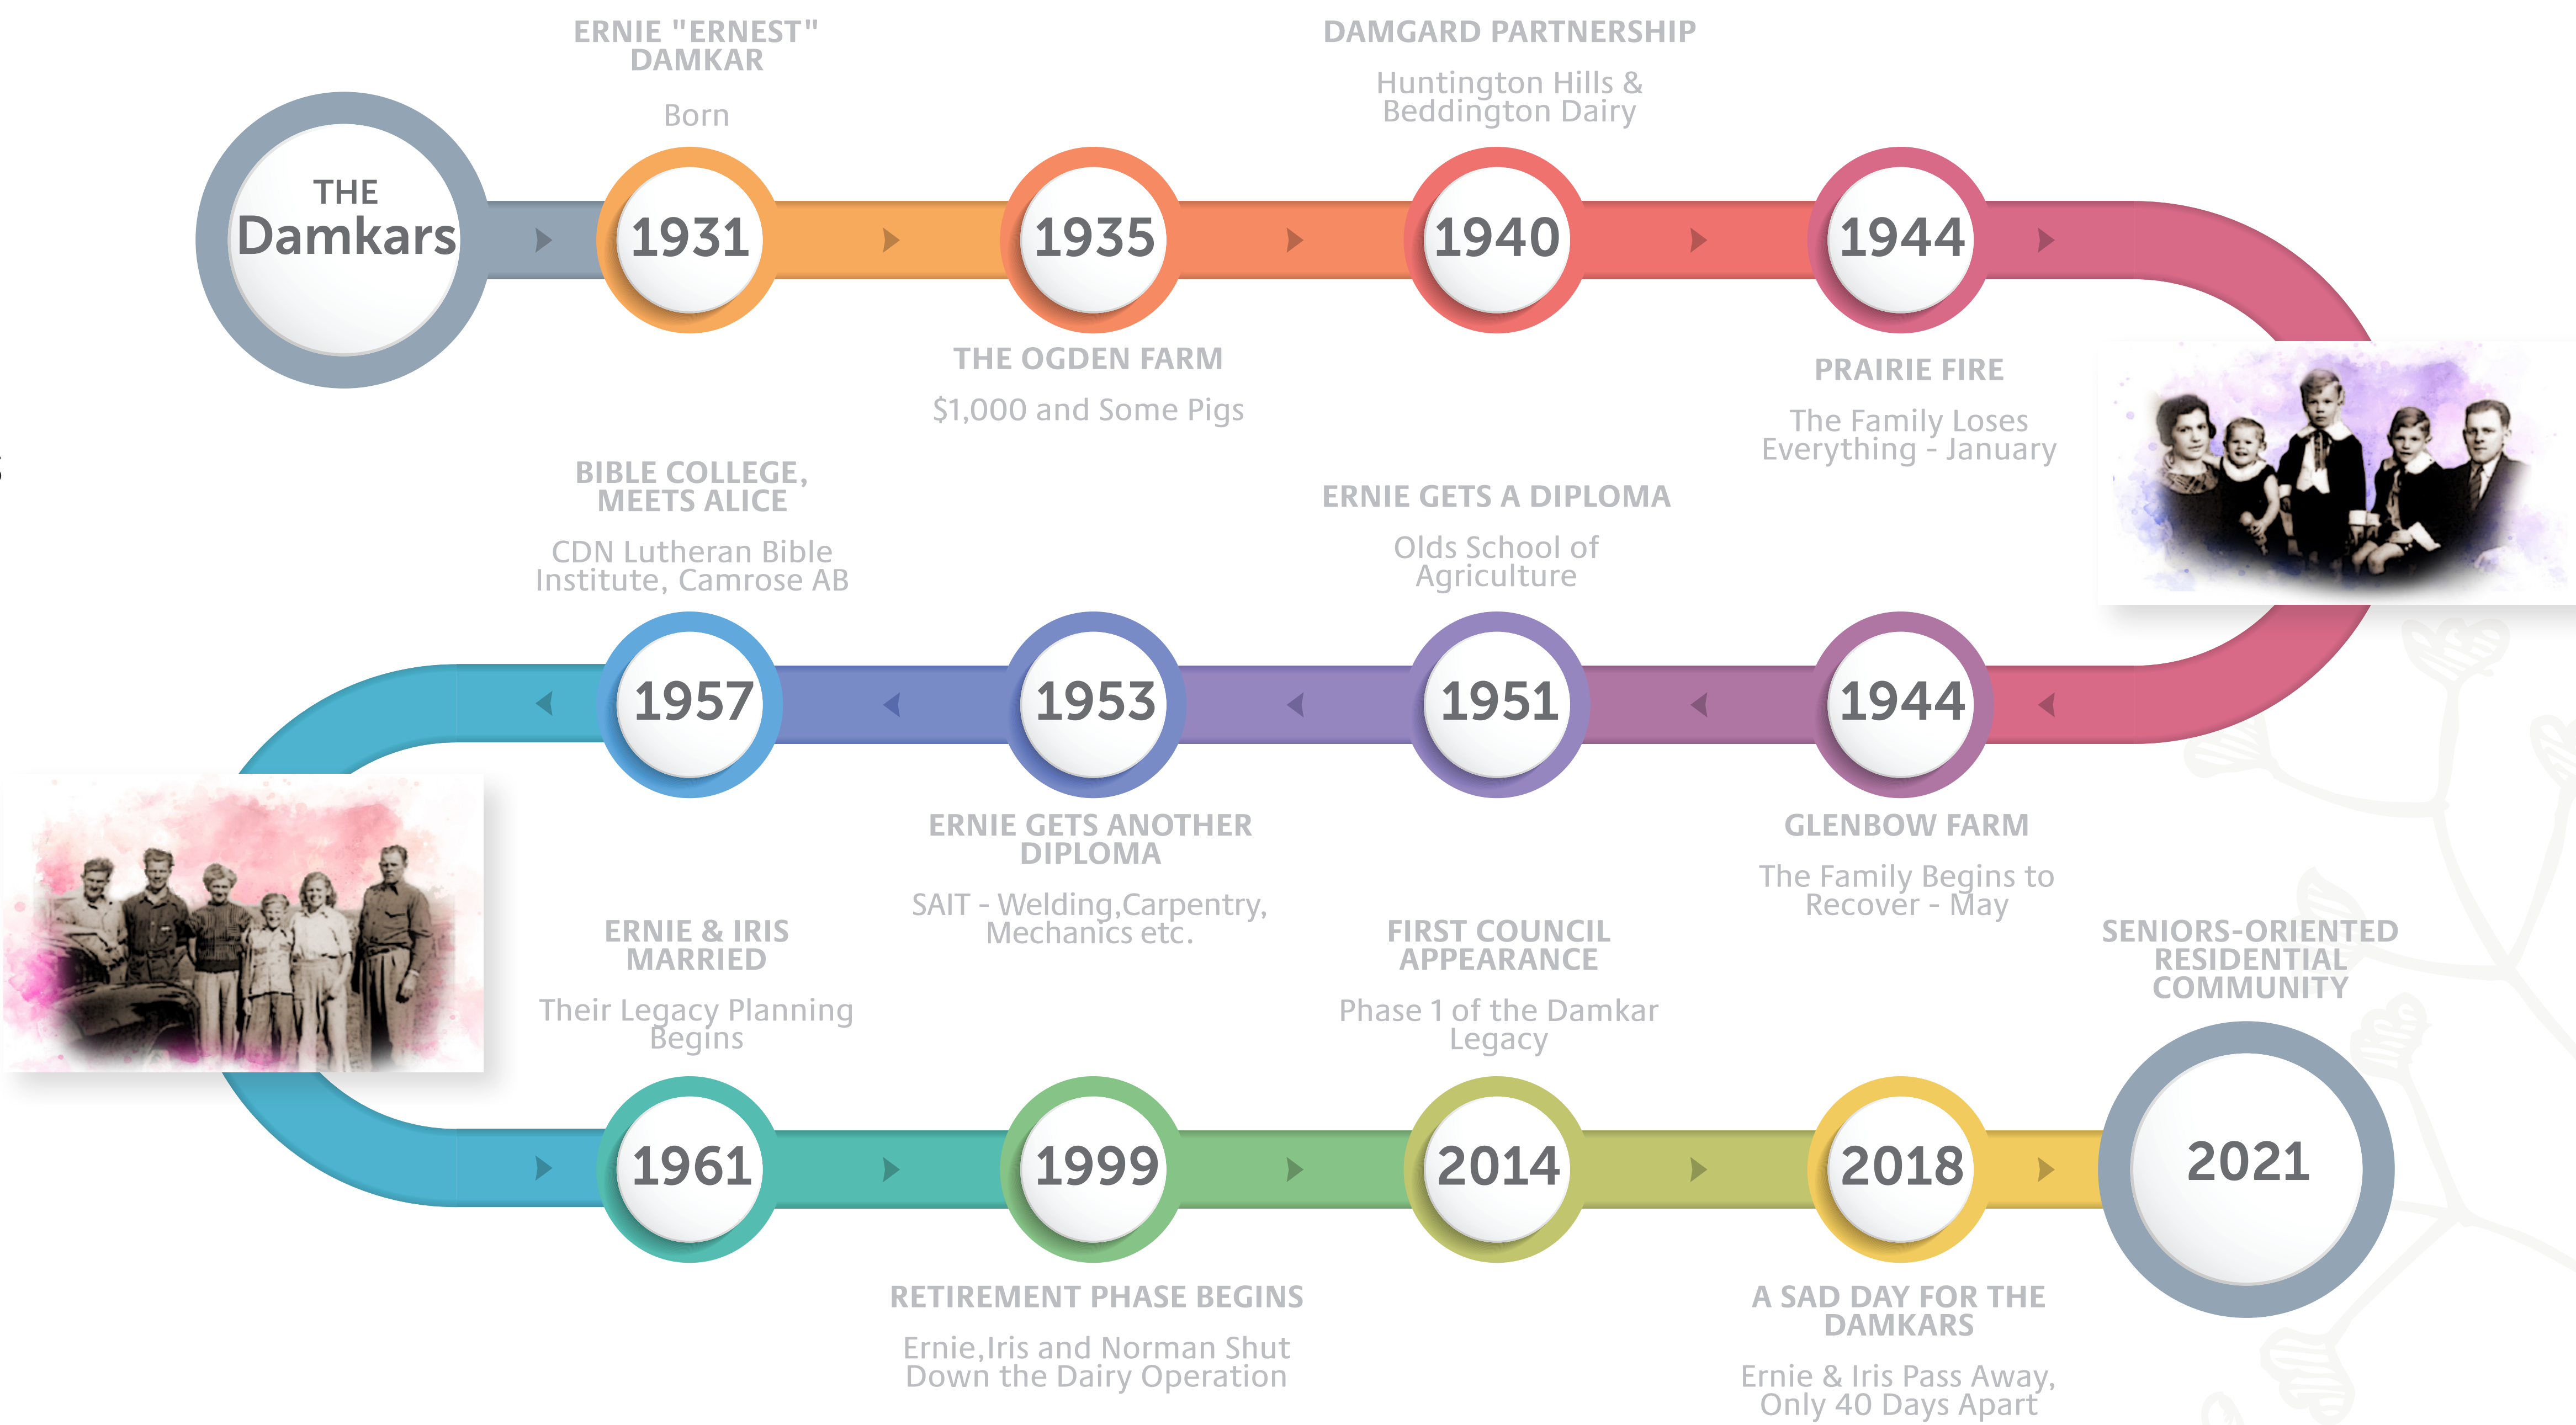 THE
Damkars
ERNIE "ERNEST"
DAMKAR
Born
1931
1935
THE OGDEN FARM
$1,000 and Some Pigs
DAMGARD PARTNERSHIP
Huntington Hills &
Beddington Dairy
1940
1944
PRAIRIE FIRE
The Family Loses
Everything - January
1944
GLENBOW FARM
The Family Begins to
Recover - May
ERNIE GETS A DIPLOMA
Olds School of
Agriculture
1951
1953
ERNIE GETS ANOTHER
DIPLOMA
SAIT - Welding,Carpentry,
Mechanics etc.
BIBLE COLLEGE,
MEETS ALICE
CDN Lutheran Bible
Institute, Camrose AB
1957
ERNIE & IRIS
MARRIED
Their Legacy Planning
Begins
1961
1999
RETIREMENT PHASE BEGINS
Ernie,Iris and Norman Shut
Down the Dairy Operation
FIRST COUNCIL
APPEARANCE
Phase 1 of the Damkar
Legacy
2014
2018
A SAD DAY FOR THE
DAMKARS
Ernie & Iris Pass Away,
Only 40 Days Apart
SENIORS-ORIENTED
RESIDENTIAL
COMMUNITY
2021